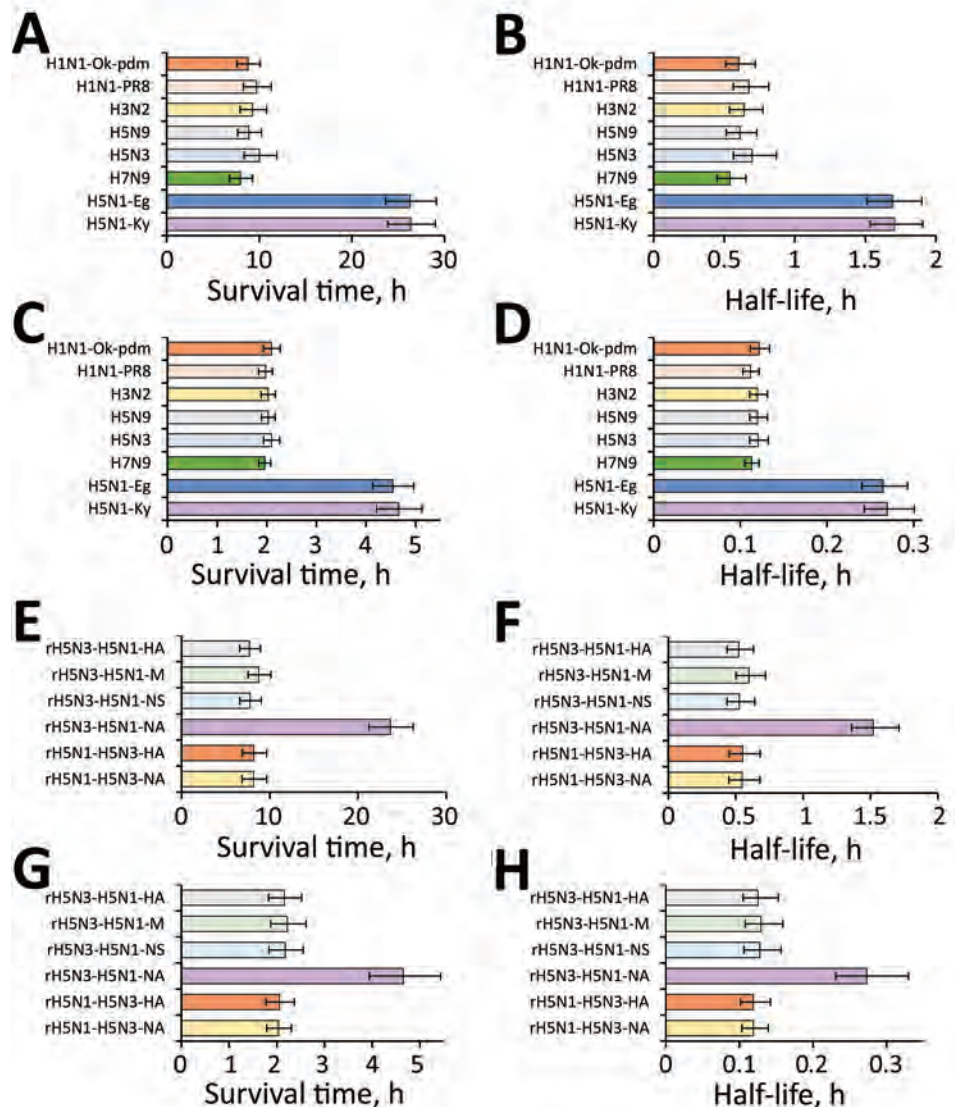 A
H1N1-Ok-pdm
H1N1-PR8
H3N2
H5N9
H5N3
H7N9
H5N1-Eg
H5N1-Ky
0 10 20 30
Survival time, h
B
H1N1-Ok-pdm
H1N1-PR8
H3N2
H5N9
H5N3
H7N9
H5N1-Eg
H5N1-Ky
0 0.5 1 1.5 2
Half-life, h
C
H1N1-Ok-pdm
H1N1-PR8
H3N2
H5N9
H5N3
H7N9
H5N1-Eg
H5N1-Ky
0 1 2 3 4 5
Survival time, h
D
H1N1-Ok-pdm
H1N1-PR8
H3N2
H5N9
H5N3
H7N9
H5N1-Eg
H5N1-Ky
0 0.1 0.2 0.3
Half-life, h
E
rH5N3-H5N1-HA
rH5N3-H5N1-M
rH5N3-H5N1-NS
rH5N3-H5N1-NA
rH5N1-H5N3-HA
rH5N1-H5N3-NA
0 10 20 30
Survival time, h
F
rH5N3-H5N1-HA
rH5N3-H5N1-M
rH5N3-H5N1-NS
rH5N3-H5N1-NA
rH5N1-H5N3-HA
rH5N1-H5N3-NA
0 0.5 1 1.5 2
Half-life, h
G
rH5N3-H5N1-HA
rH5N3-H5N1-M
rH5N3-H5N1-NS
rH5N3-H5N1-NA
rH5N1-H5N3-HA
rH5N1-H5N3-NA
0 1 2 3 4 5
Survival time, h
H
rH5N3-H5N1-HA
rH5N3-H5N1-M
rH5N3-H5N1-NS
rH5N3-H5N1-NA
rH5N1-H5N3-HA
rH5N1-H5N3-NA
0 0.1 0.2 0.3
Half-life, h